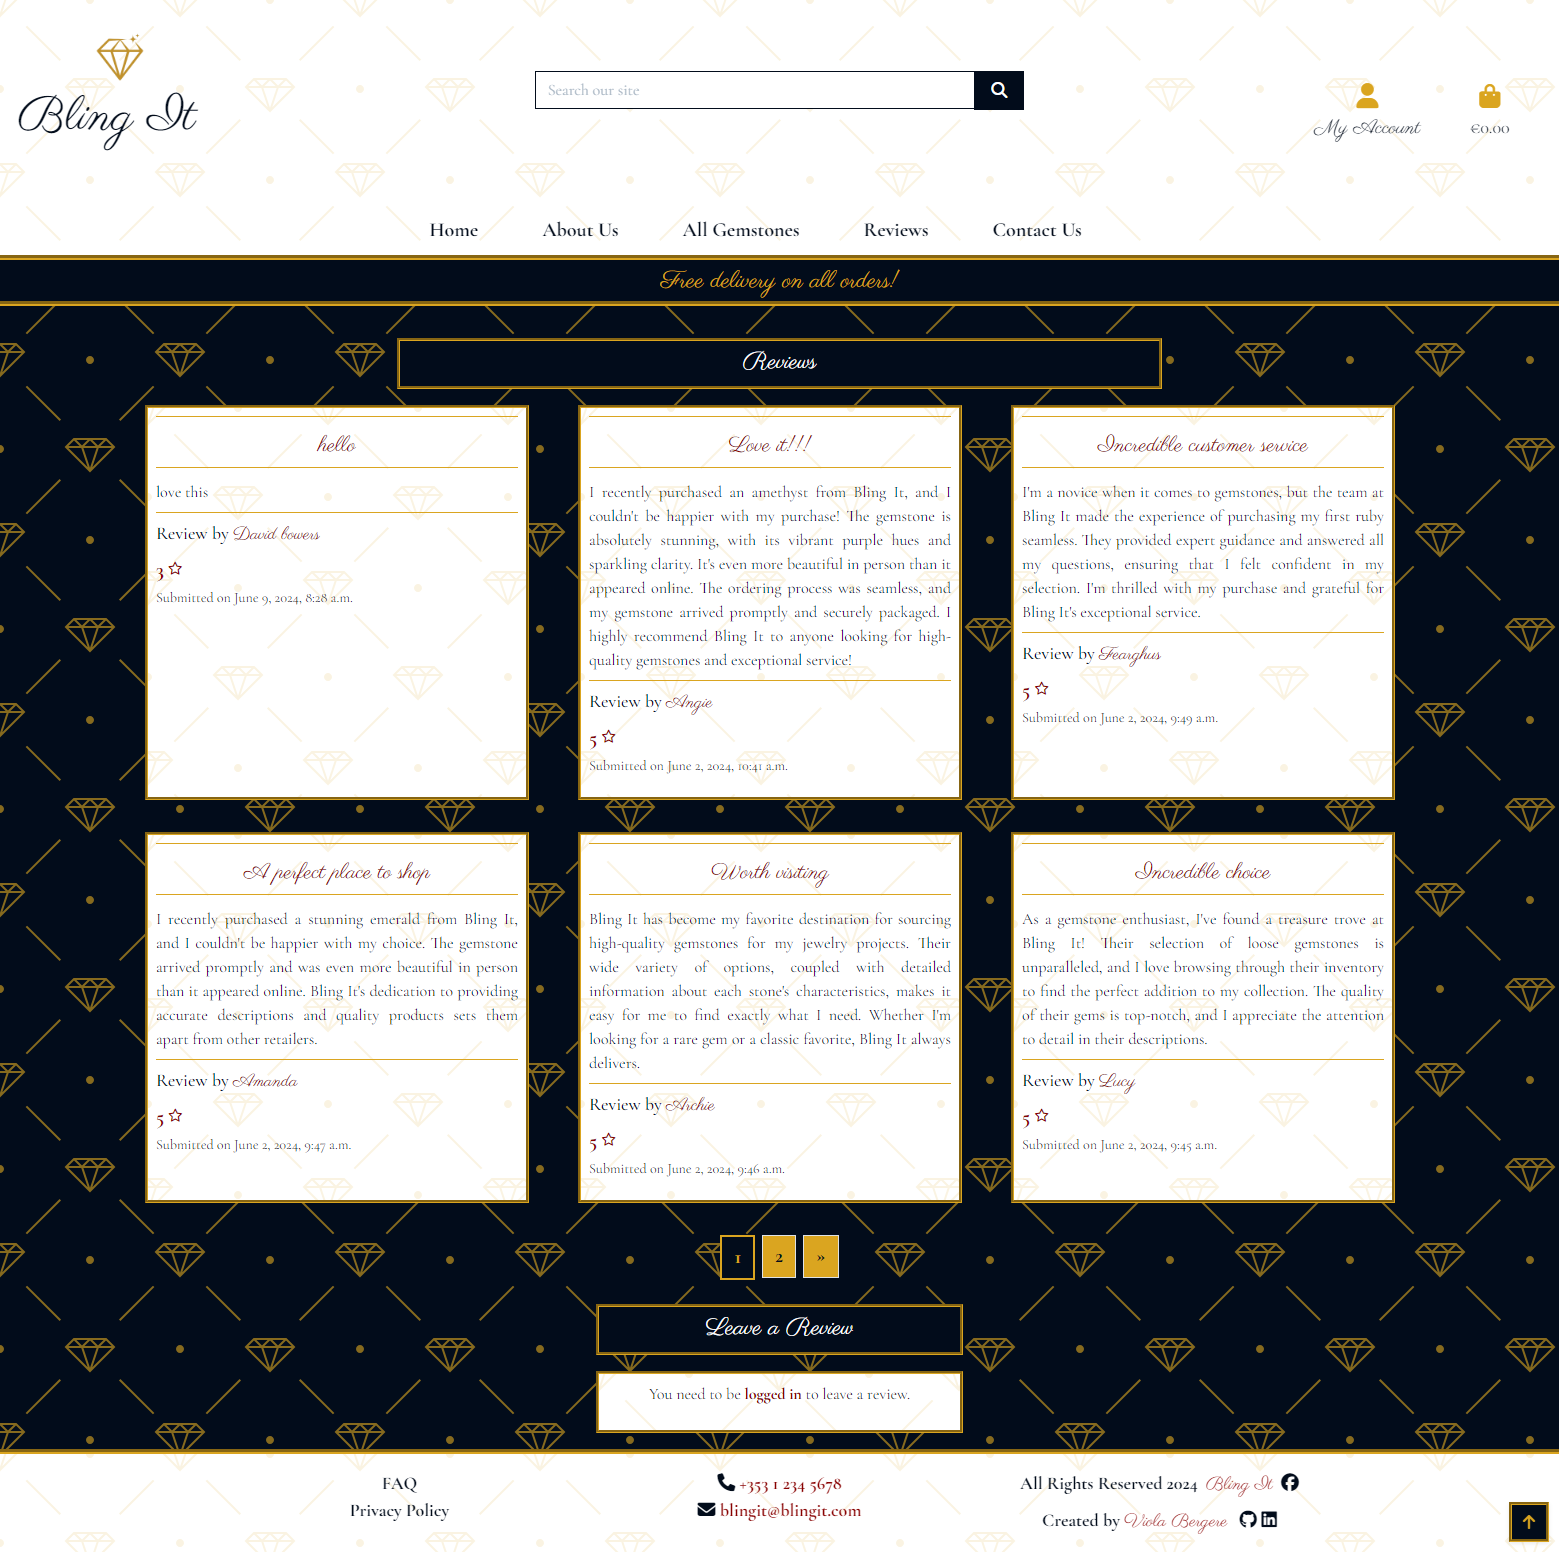 Bling It
Search our site
My Account
€0.00
Home
About Us
All Gemstones
Reviews
Contact Us
Free delivery on all orders!
Reviews
hello
love this
Review by David bowers
3
Submitted on June 9, 2024, 8:28 a.m.
Love it!!!
I recently purchased an amethyst from Bling It, and I
couldn't be happier with my purchase! The gemstone is
absolutely stunning, with its vibrant purple hues and
sparkling clarity. It's even more beautiful in person than it
appeared online. The ordering process was seamless, and
my gemstone arrived promptly and securely packaged. I
highly recommend Bling It to anyone looking for high-
quality gemstones and exceptional service!
Review by Angie
5
Submitted on June 2, 2024, 10:41 a.m.
Incredible customer service
I'm a novice when it comes to gemstones, but the team at
Bling It made the experience of purchasing my first ruby
seamless. They provided expert guidance and answered all
my questions, ensuring that I felt confident in my
selection. I'm thrilled with my purchase and grateful for
Bling It's exceptional service.
Review by Fearghus
5
Submitted on June 2, 2024, 9:49 a.m.
A perfect place to shop
I recently purchased a stunning emerald from Bling It,
and I couldn't be happier with my choice. The gemstone
arrived promptly and was even more beautiful in person
than it appeared online. Bling It's dedication to providing
accurate descriptions and quality products sets them
apart from other retailers.
Review by Amanda
5
Submitted on June 2, 2024, 9:47 a.m.
Worth visiting
Bling It has become my favorite destination for sourcing
high-quality gemstones for my jewelry projects. Their
wide variety of options, coupled with detailed
information about each stone's characteristics, makes it
easy for me to find exactly what I need. Whether I'm
looking for a rare gem or a classic favorite, Bling It always
delivers.
Review by Archie
5
Submitted on June 2, 2024, 9:46 a.m.
Incredible choice
As a gemstone enthusiast, I've found a treasure trove at
Bling It! Their selection of loose gemstones is
unparalleled, and I love browsing through their inventory
to find the perfect addition to my collection. The quality
of their gems is top-notch, and I appreciate the attention
to detail in their descriptions.
Review by Lucy
5
Submitted on June 2, 2024, 9:45 a.m.
1 2 »
Leave a Review
You need to be logged in to leave a review.
FAQ
Privacy Policy
+353 1 234 5678
blingit@blingit.com
All Rights Reserved 2024 Bling It
Created by Viola Bergere